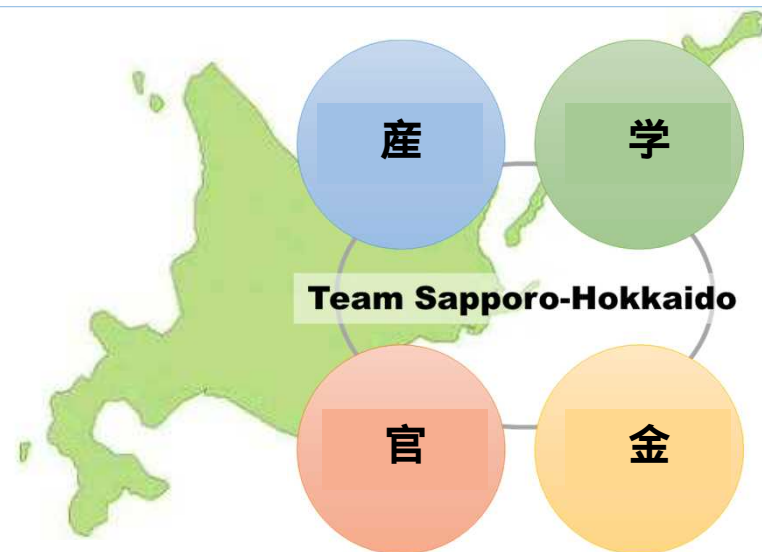 産
学
Team Sapporo-Hokkaido
官
金